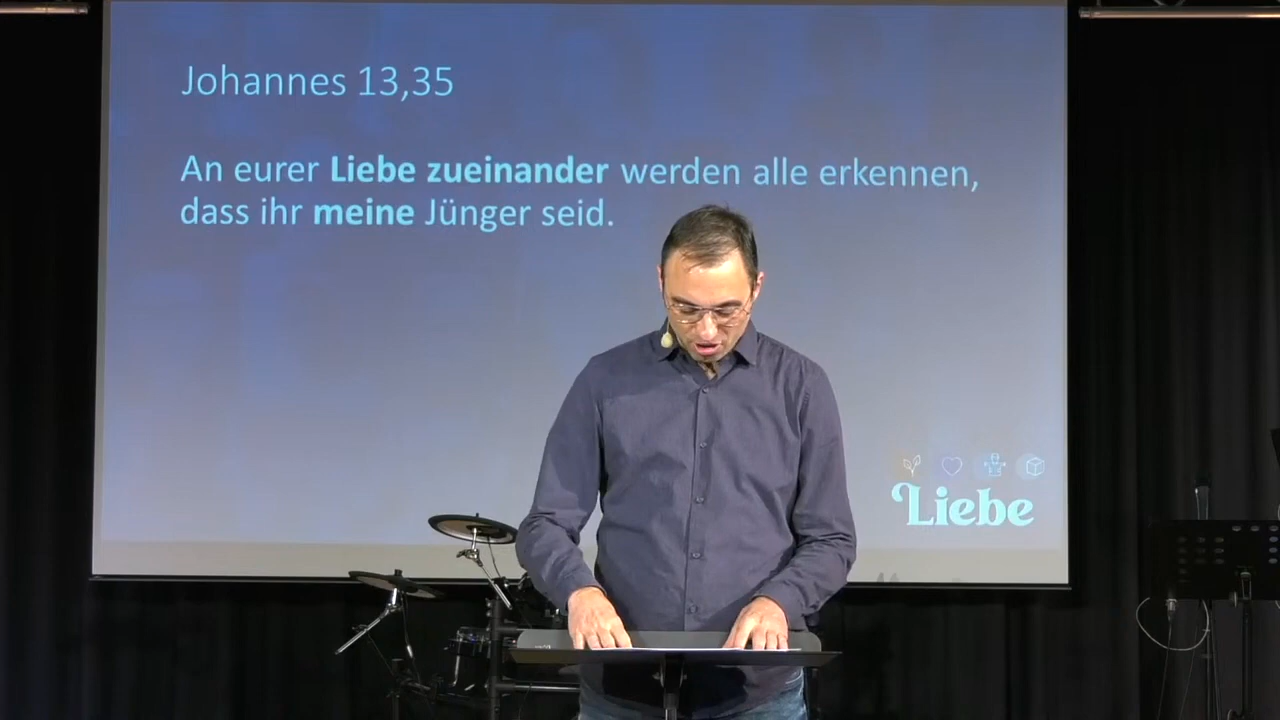 Johannes 13,35
An eurer Liebe zueinander werden alle erkennen,
dass ihr meine Jünger seid.
Liebe